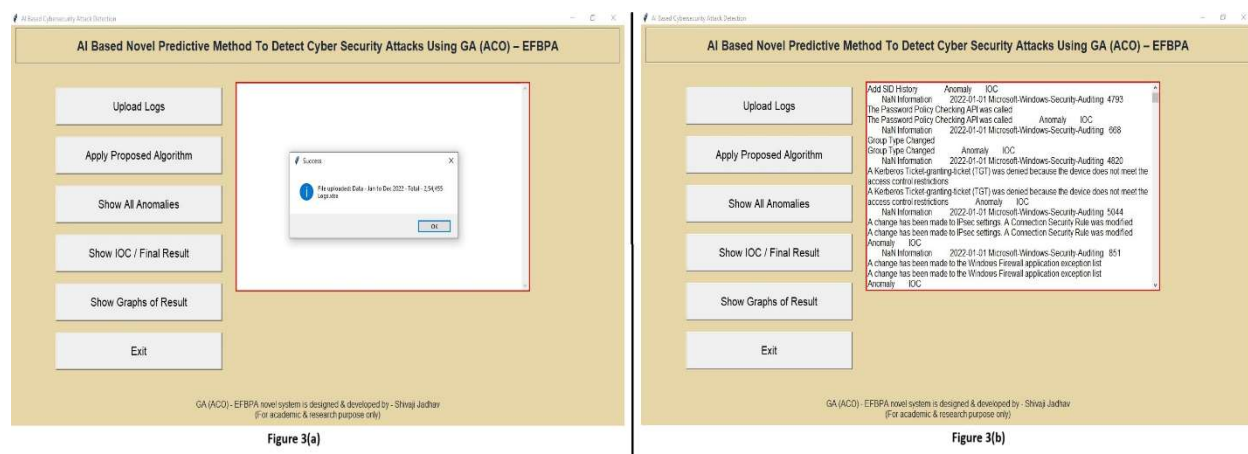 AI Based Cybersecurity Attack Detection
AI Based Novel Predictive Method To Detect Cyber Security Attacks Using GA (ACO) – EFBPA
Upload Logs
Apply Proposed Algorithm
Show All Anomalies
Show IOC / Final Result
Show Graphs of Result
Exit
Success
File uploaded: Data - Jan to Dec 2022 - Total - 2,54,455
Logs.xlsx
OK
GA (ACO) - EFBPA novel system is designed & developed by - Shivaji Jadhav
(For academic & research purpose only)
Figure 3(a)
AI Based Cybersecurity Attack Detection
AI Based Novel Predictive Method To Detect Cyber Security Attacks Using GA (ACO) – EFBPA
Upload Logs
Apply Proposed Algorithm
Show All Anomalies
Show IOC / Final Result
Show Graphs of Result
Exit
Add SID History Anomaly IOC
NaN Information 2022-01-01 Microsoft-Windows-Security-Auditing 4793
The Password Policy Checking API was called
The Password Policy Checking API was called Anomaly IOC
NaN Information 2022-01-01 Microsoft-Windows-Security-Auditing 668
Group Type Changed
Group Type Changed Anomaly IOC
NaN Information 2022-01-01 Microsoft-Windows-Security-Auditing 4820
A Kerberos Ticket-granting-ticket (TGT) was denied because the device does not meet the
access control restrictions
A Kerberos Ticket-granting-ticket (TGT) was denied because the device does not meet the
access control restrictions Anomaly IOC
NaN Information 2022-01-01 Microsoft-Windows-Security-Auditing 5044
A change has been made to IPsec settings. A Connection Security Rule was modified
A change has been made to IPsec settings. A Connection Security Rule was modified
Anomaly IOC
NaN Information 2022-01-01 Microsoft-Windows-Security-Auditing 851
A change has been made to the Windows Firewall application exception list
A change has been made to the Windows Firewall application exception list
Anomaly IOC
GA (ACO) - EFBPA novel system is designed & developed by - Shivaji Jadhav
(For academic & research purpose only)
Figure 3(b)